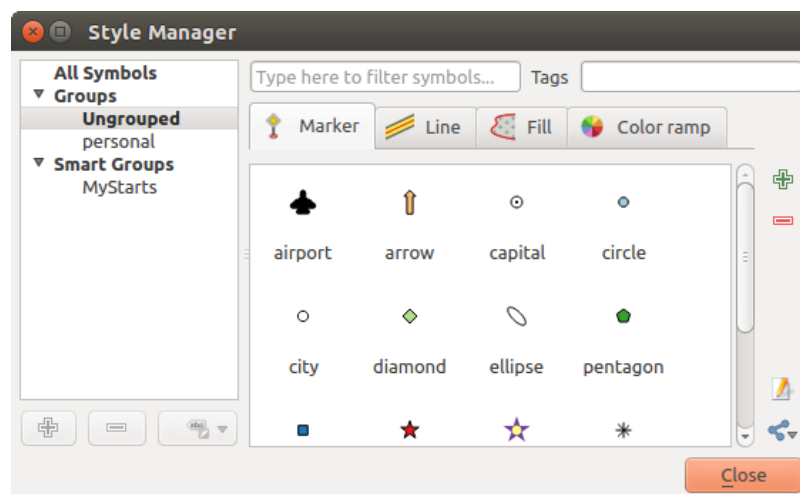 Style Manager
All Symbols
Groups
Ungrouped
personal
Smart Groups
MyStarts
Type here to filter symbols... Tags
Marker Line Fill Color ramp
airport arrow capital circle
city diamond ellipse pentagon
abc
Close